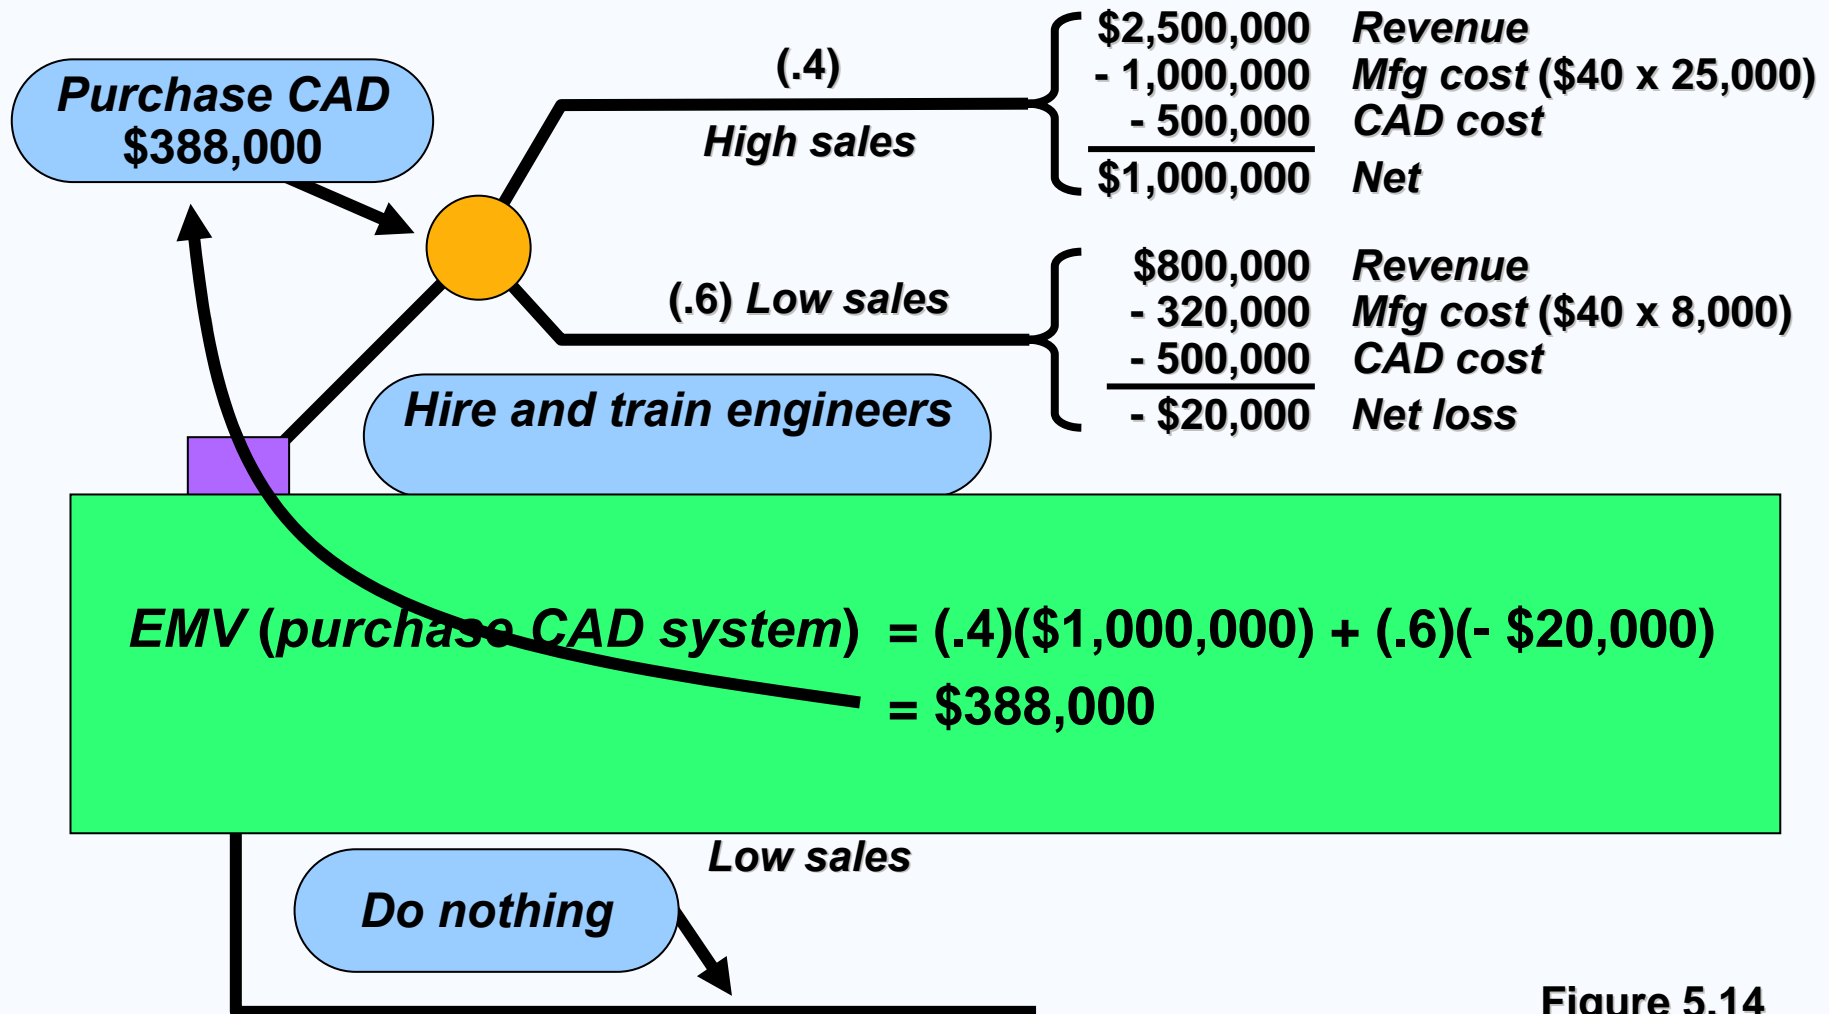 Purchase CAD
$388,000
(.4)
High sales
$2,500,000 Revenue
- 1,000,000 Mfg cost ($40 x 25,000)
- 500,000 CAD cost
$1,000,000 Net
(.6) Low sales
$800,000 Revenue
- 320,000 Mfg cost ($40 x 8,000)
- 500,000 CAD cost
- $20,000 Net loss
Hire and train engineers
EMV (purchase CAD system) = (.4)($1,000,000) + (.6)(- $20,000)
= $388,000
Low sales
Do nothing
Figure 5.14